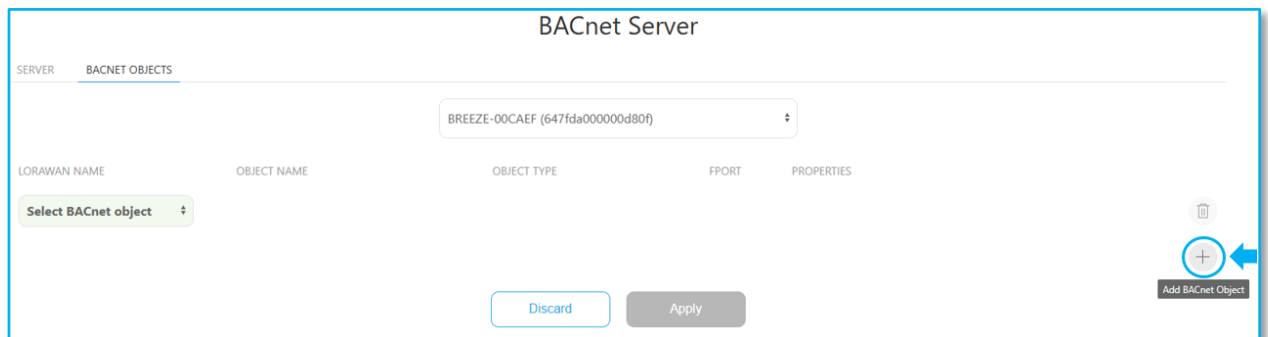 BACnet Server
SERVER BACNET OBJECTS
BREEZE-00CAEF (647fda000000d80f)
LORAWAN NAME OBJECT NAME OBJECT TYPE FPORT PROPERTIES
Select BACnet object
Add BACnet Object
Discard Apply